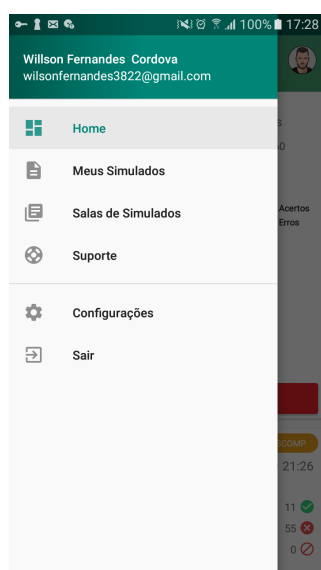 100% 17:28
Willson Fernandes Cordova
wilsonfernandes3822@gmail.com
Home
Meus Simulados
Salas de Simulados
Suporte
Configurações
Sair
Acertos
Erros
21:26
11
55
0